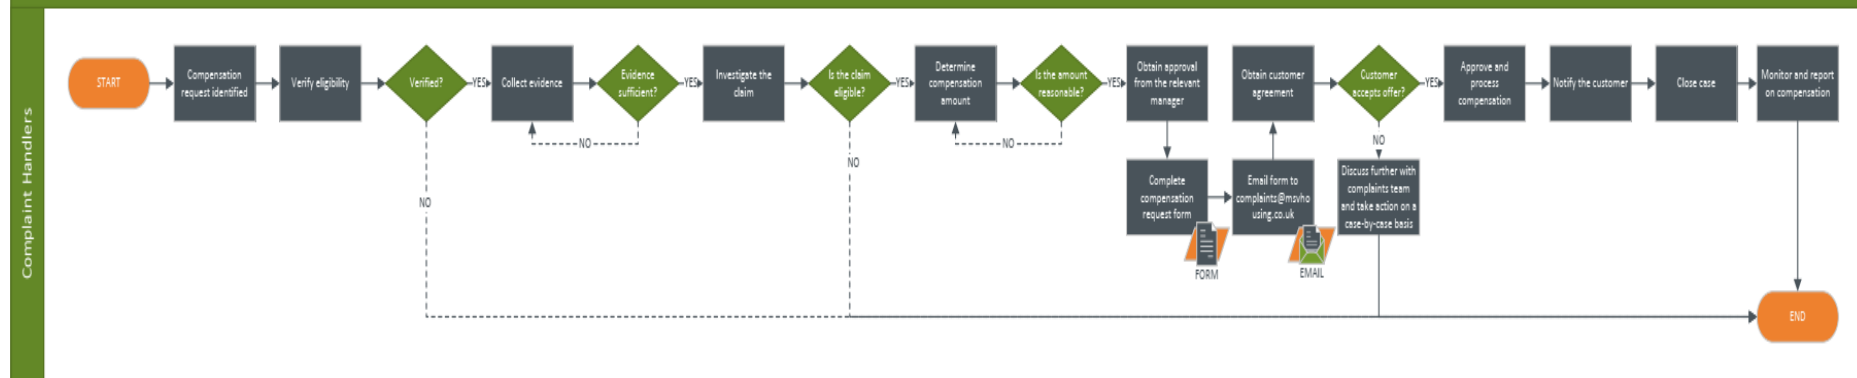 Complaint Handlers
START
Compensation
request identified
Verify eligibility
Verified?
YES
Collect evidence
Evidence
sufficient?
YES
Investigate the
claim
Is the claim
eligible?
YES
Determine
compensation
amount
Is the amount
reasonable?
YES
Obtain approval
from the relevant
manager
Obtain customer
agreement
Customer
accepts offer?
YES
Approve and
process
compensation
Notify the customer
Close case
Monitor and report
on compensation
NO
NO
NO
NO
NO
Complete
compensation
request form
FORM
Email form to
complaints@msvho
using.co.uk
EMAIL
Discuss further with
complaints team
and take action on a
case-by-case basis
END